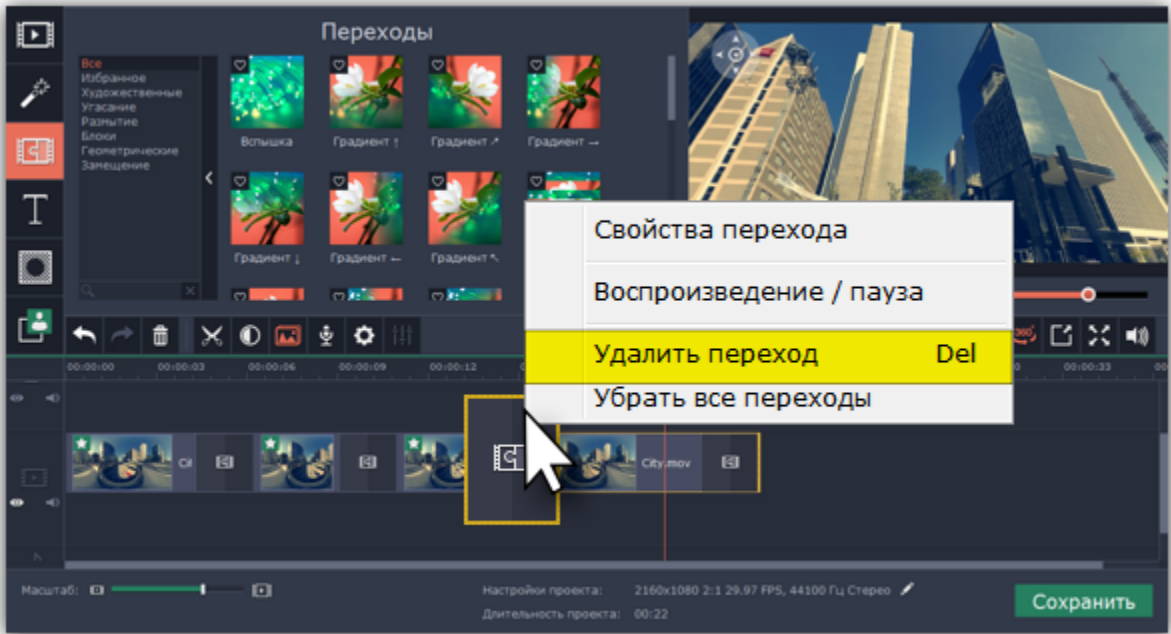 Переходы
Все
Избранное
Художественные
Угасание
Размытие
Блоки
Геометрические
Замещение
Вспышка
Градиент ↑
Градиент ↗
Градиент →
Градиент ↓
Градиент ←
Градиент ↖
Свойства перехода
Воспроизведение / пауза
Удалить переход Del
Убрать все переходы
360°
00:00:00 00:00:03 00:00:06 00:00:09 00:00:12 00:00:33
City.mov
Масштаб:
Настройки проекта: 2160x1080 2:1 29.97 FPS, 44100 Гц Стерео
Длительность проекта: 00:22
Сохранить